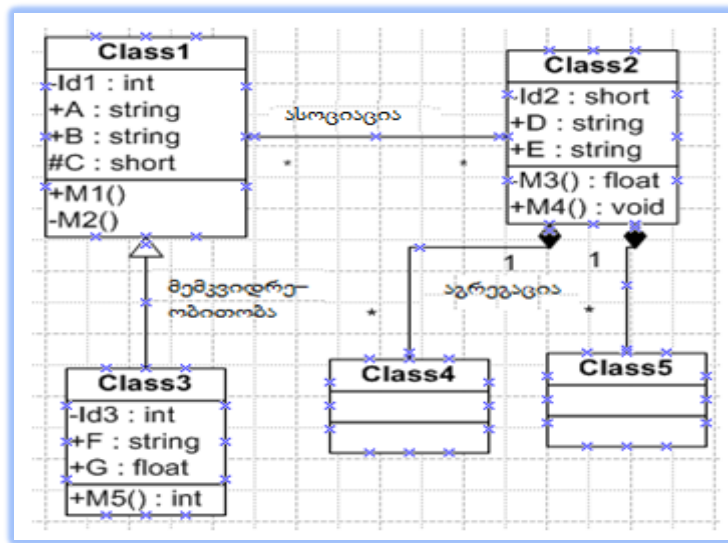 Class1
-Id1 : int
+A : string
+B : string
#C : short
+M1()
-M2()
ასოციაცია
*
*
Class2
-Id2 : short
+D : string
+E : string
-M3() : float
+M4() : void
1
1
მემკვიდრე–
ობითობა
აგრეგაცია
*
*
Class3
-Id3 : int
+F : string
+G : float
+M5() : int
Class4
Class5